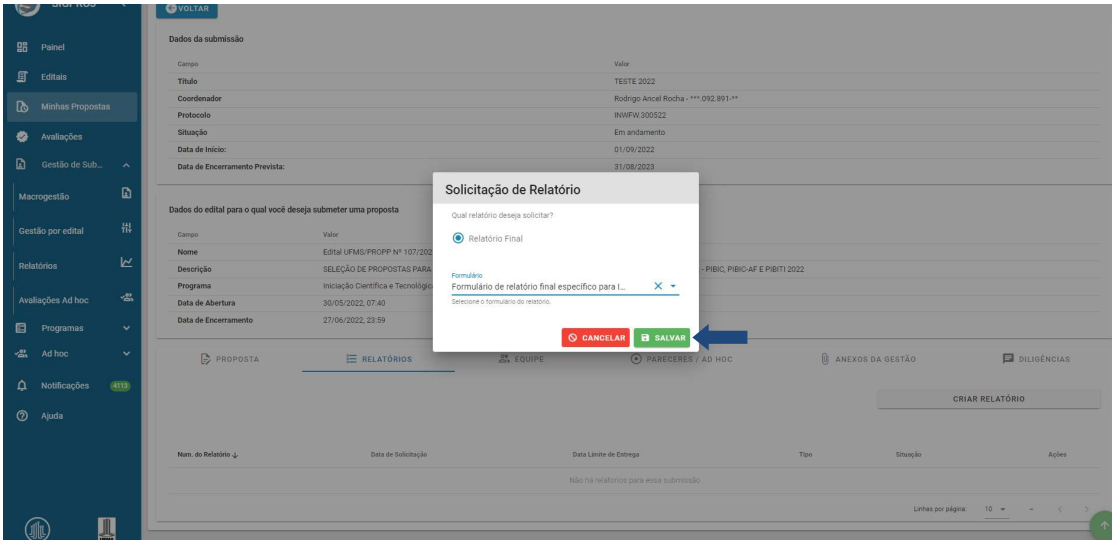 VOLTAR
Painel
Editais
Minhas Propostas
Avaliações
Gestão de Sub...
Macrogestão
Gestão por edital
Relatórios
Avaliações Ad hoc
Programas
Ad hoc
Notificações 4113
Ajuda
Dados da submissão
Campo Valor
Título TESTE 2022
Coordenador Rodrigo Ancel Rocha - ***.092.891-**
Protocolo INWFW.300522
Situação Em andamento
Data de Início: 01/09/2022
Data de Encerramento Prevista: 31/08/2023
Dados do edital para o qual você deseja submeter uma proposta
Campo Valor
Nome Edital UFMS/PROPP Nº 107/202
Descrição SELEÇÃO DE PROPOSTAS PARA - PIBIC, PIBIC-AF E PIBITI 2022
Programa Iniciação Científica e Tecnológic
Data de Abertura 30/05/2022, 07:40
Data de Encerramento 27/06/2022, 23:59
Solicitação de Relatório
Qual relatório deseja solicitar?
Relatório Final
Formulário
Formulário de relatório final específico para I...
Selecione o formulário do relatório.
CANCELAR SALVAR
PROPOSTA RELATÓRIOS EQUIPE PARECERES / AD HOC ANEXOS DA GESTÃO DILIGÊNCIAS
CRIAR RELATÓRIO
Num. do Relatório Data de Solicitação Data Limite de Entrega Tipo Situação Ações
Não há relatórios para essa submissão
Linhas por página: 10 -